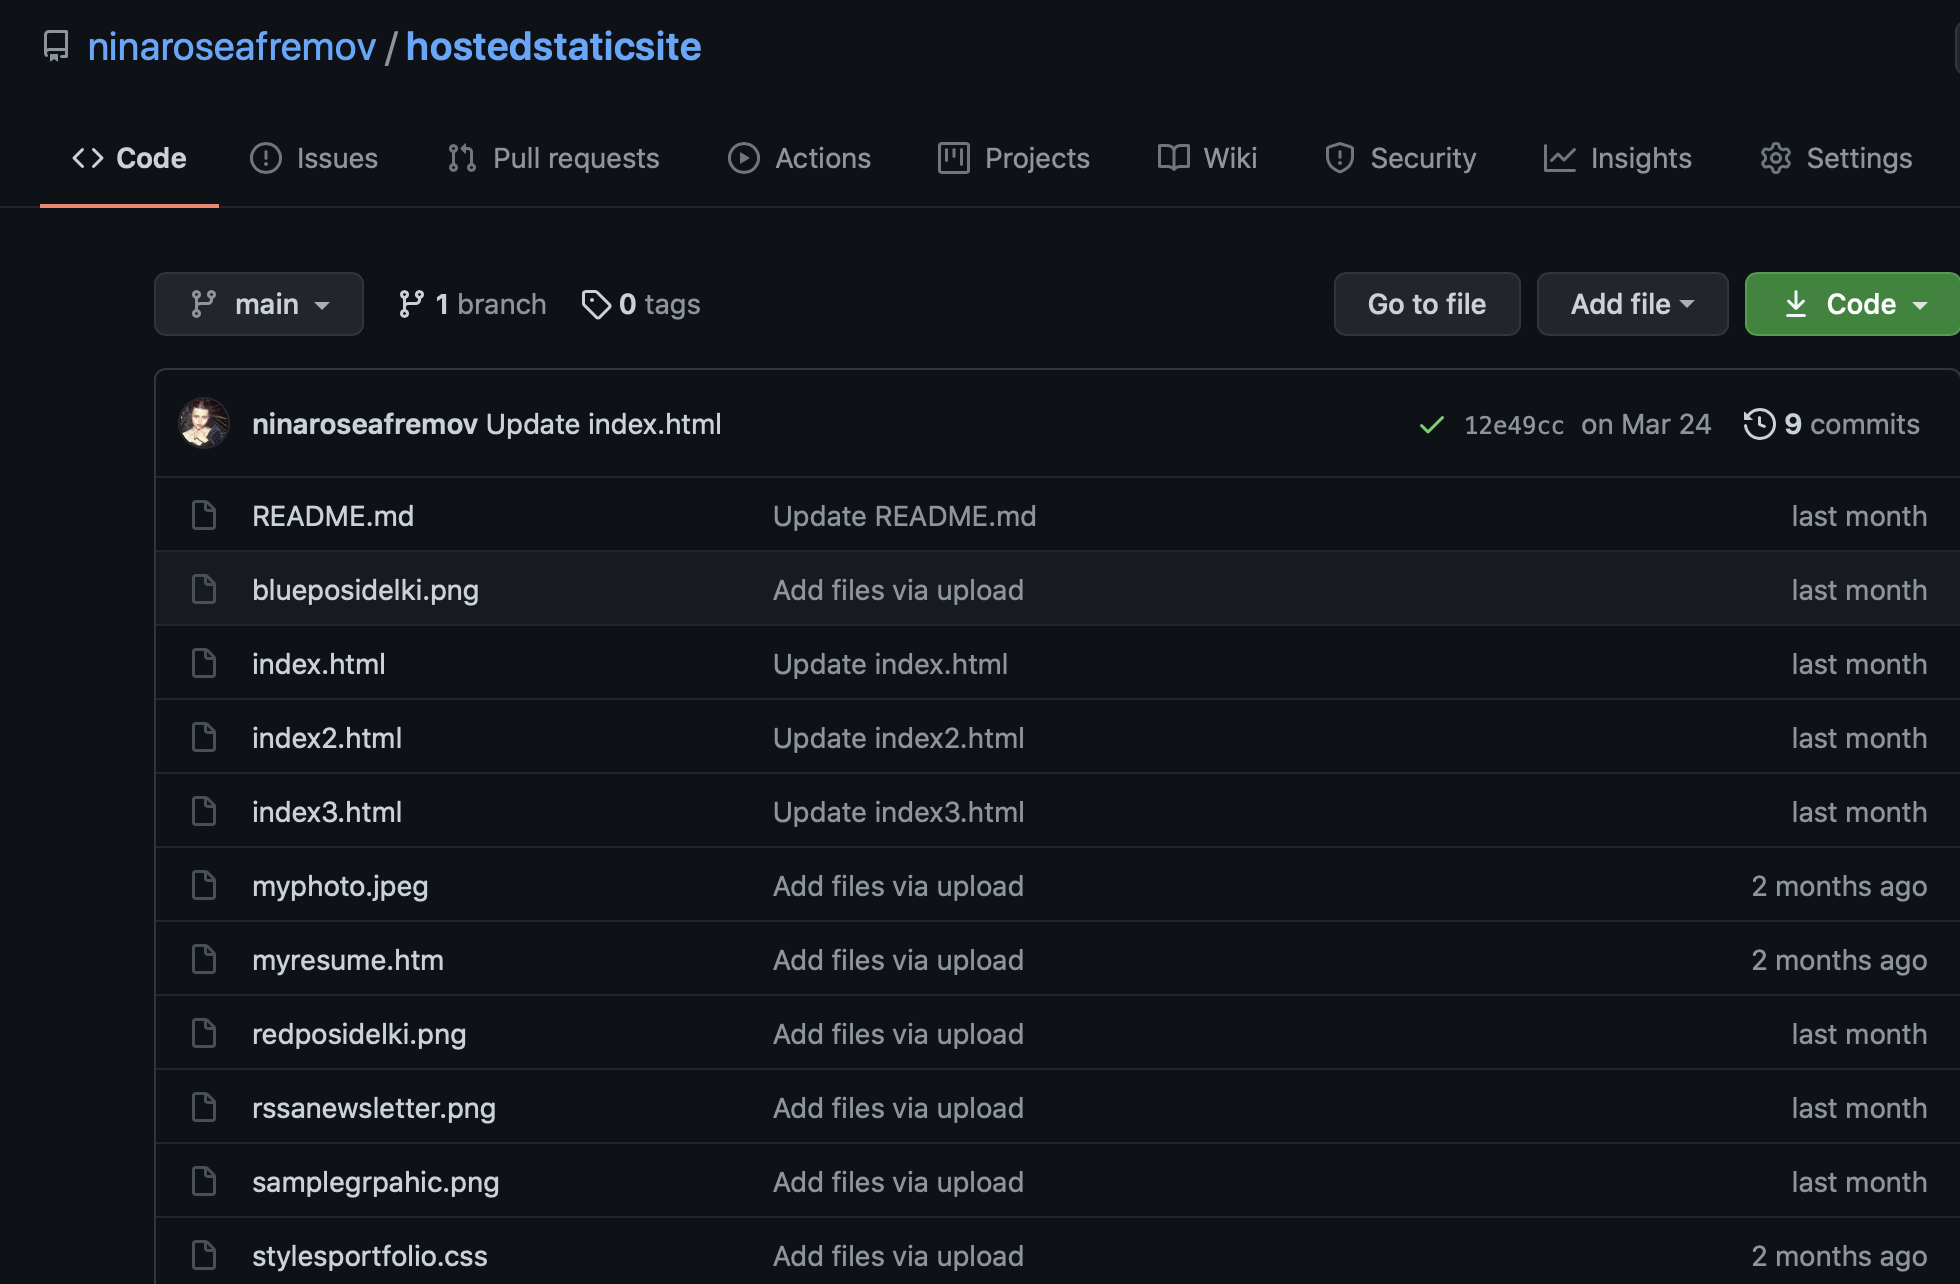 ninaroseafremov / hostedstaticsite
Code Issues Pull requests Actions Projects Wiki Security Insights Settings
main 1 branch 0 tags Go to file Add file Code
ninaroseafremov Update index.html 12e49cc on Mar 24 9 commits
README.md Update README.md last month
blueposidelki.png Add files via upload last month
index.html Update index.html last month
index2.html Update index2.html last month
index3.html Update index3.html last month
myphoto.jpeg Add files via upload 2 months ago
myresume.htm Add files via upload 2 months ago
redposidelki.png Add files via upload last month
rssanewsletter.png Add files via upload last month
samplegrpahic.png Add files via upload last month
stylesportfolio.css Add files via upload 2 months ago